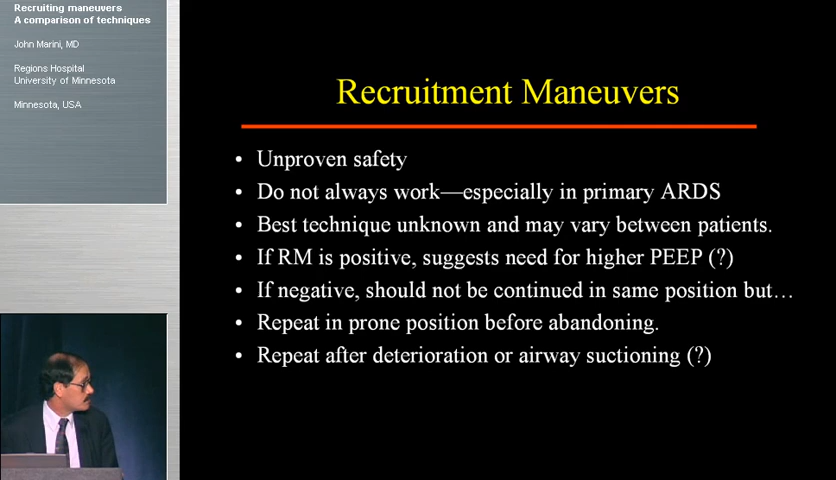 Recruiting maneuvers
A comparison of techniques
John Marini, MD
Regions Hospital
University of Minnesota
Minnesota, USA
Recruitment Maneuvers
• Unproven safety
• Do not always work—especially in primary ARDS
• Best technique unknown and may vary between patients.
• If RM is positive, suggests need for higher PEEP (?)
• If negative, should not be continued in same position but…
• Repeat in prone position before abandoning.
• Repeat after deterioration or airway suctioning (?)